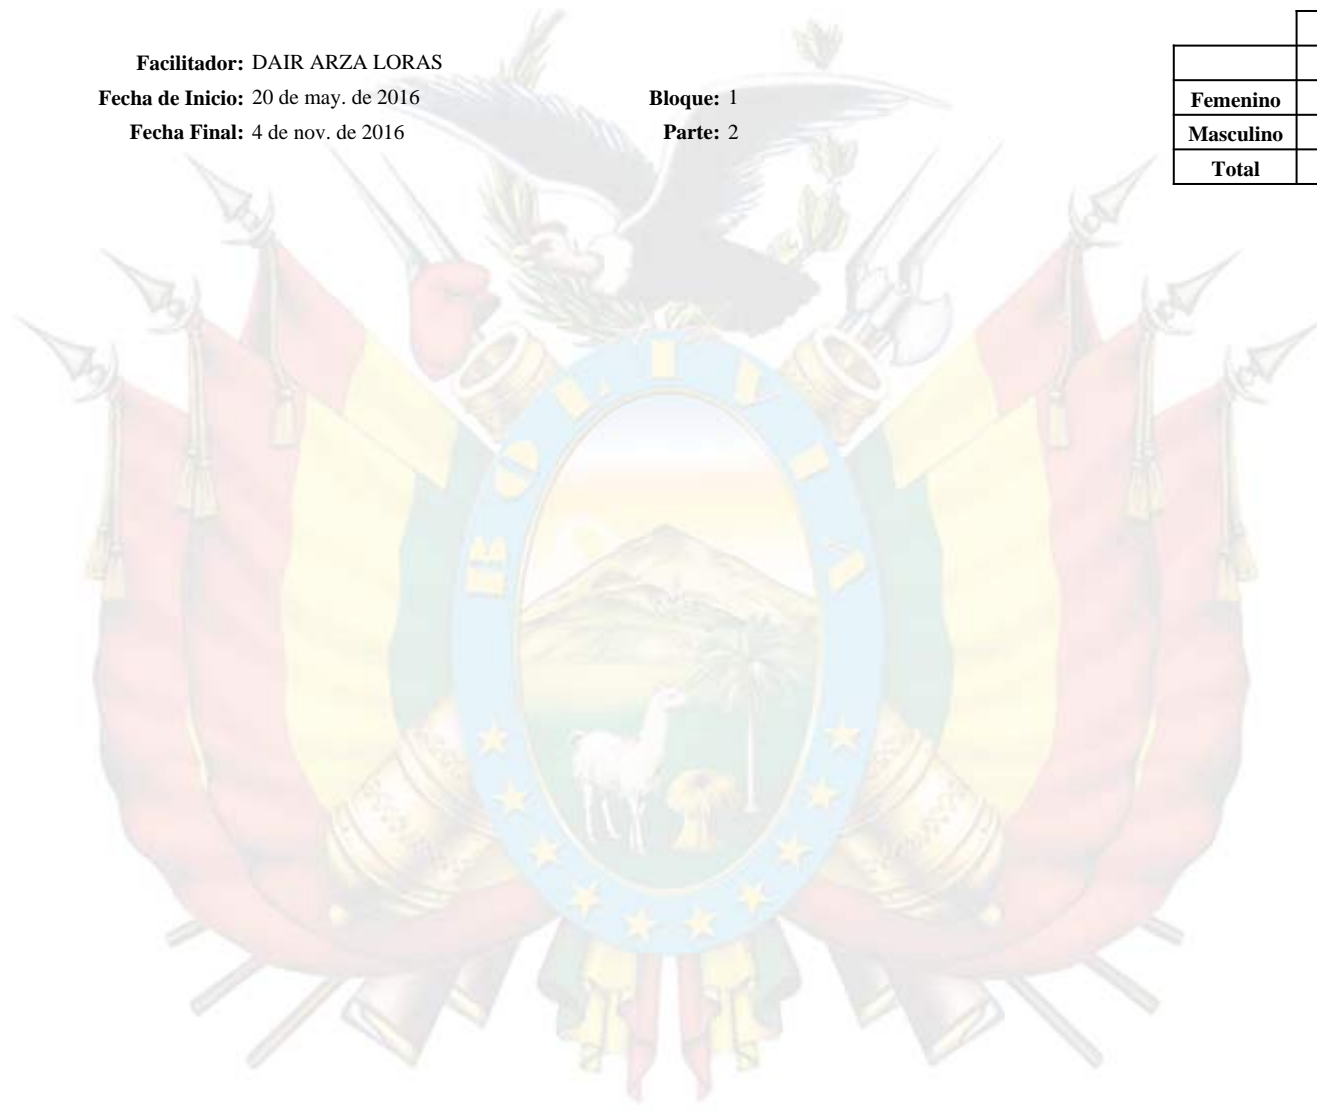 Facilitador: DAIR ARZA LORAS
Fecha de Inicio: 20 de may. de 2016 Bloque: 1
Fecha Final: 4 de nov. de 2016 Parte: 2
Femenino
Masculino
Total
BOLIVIA